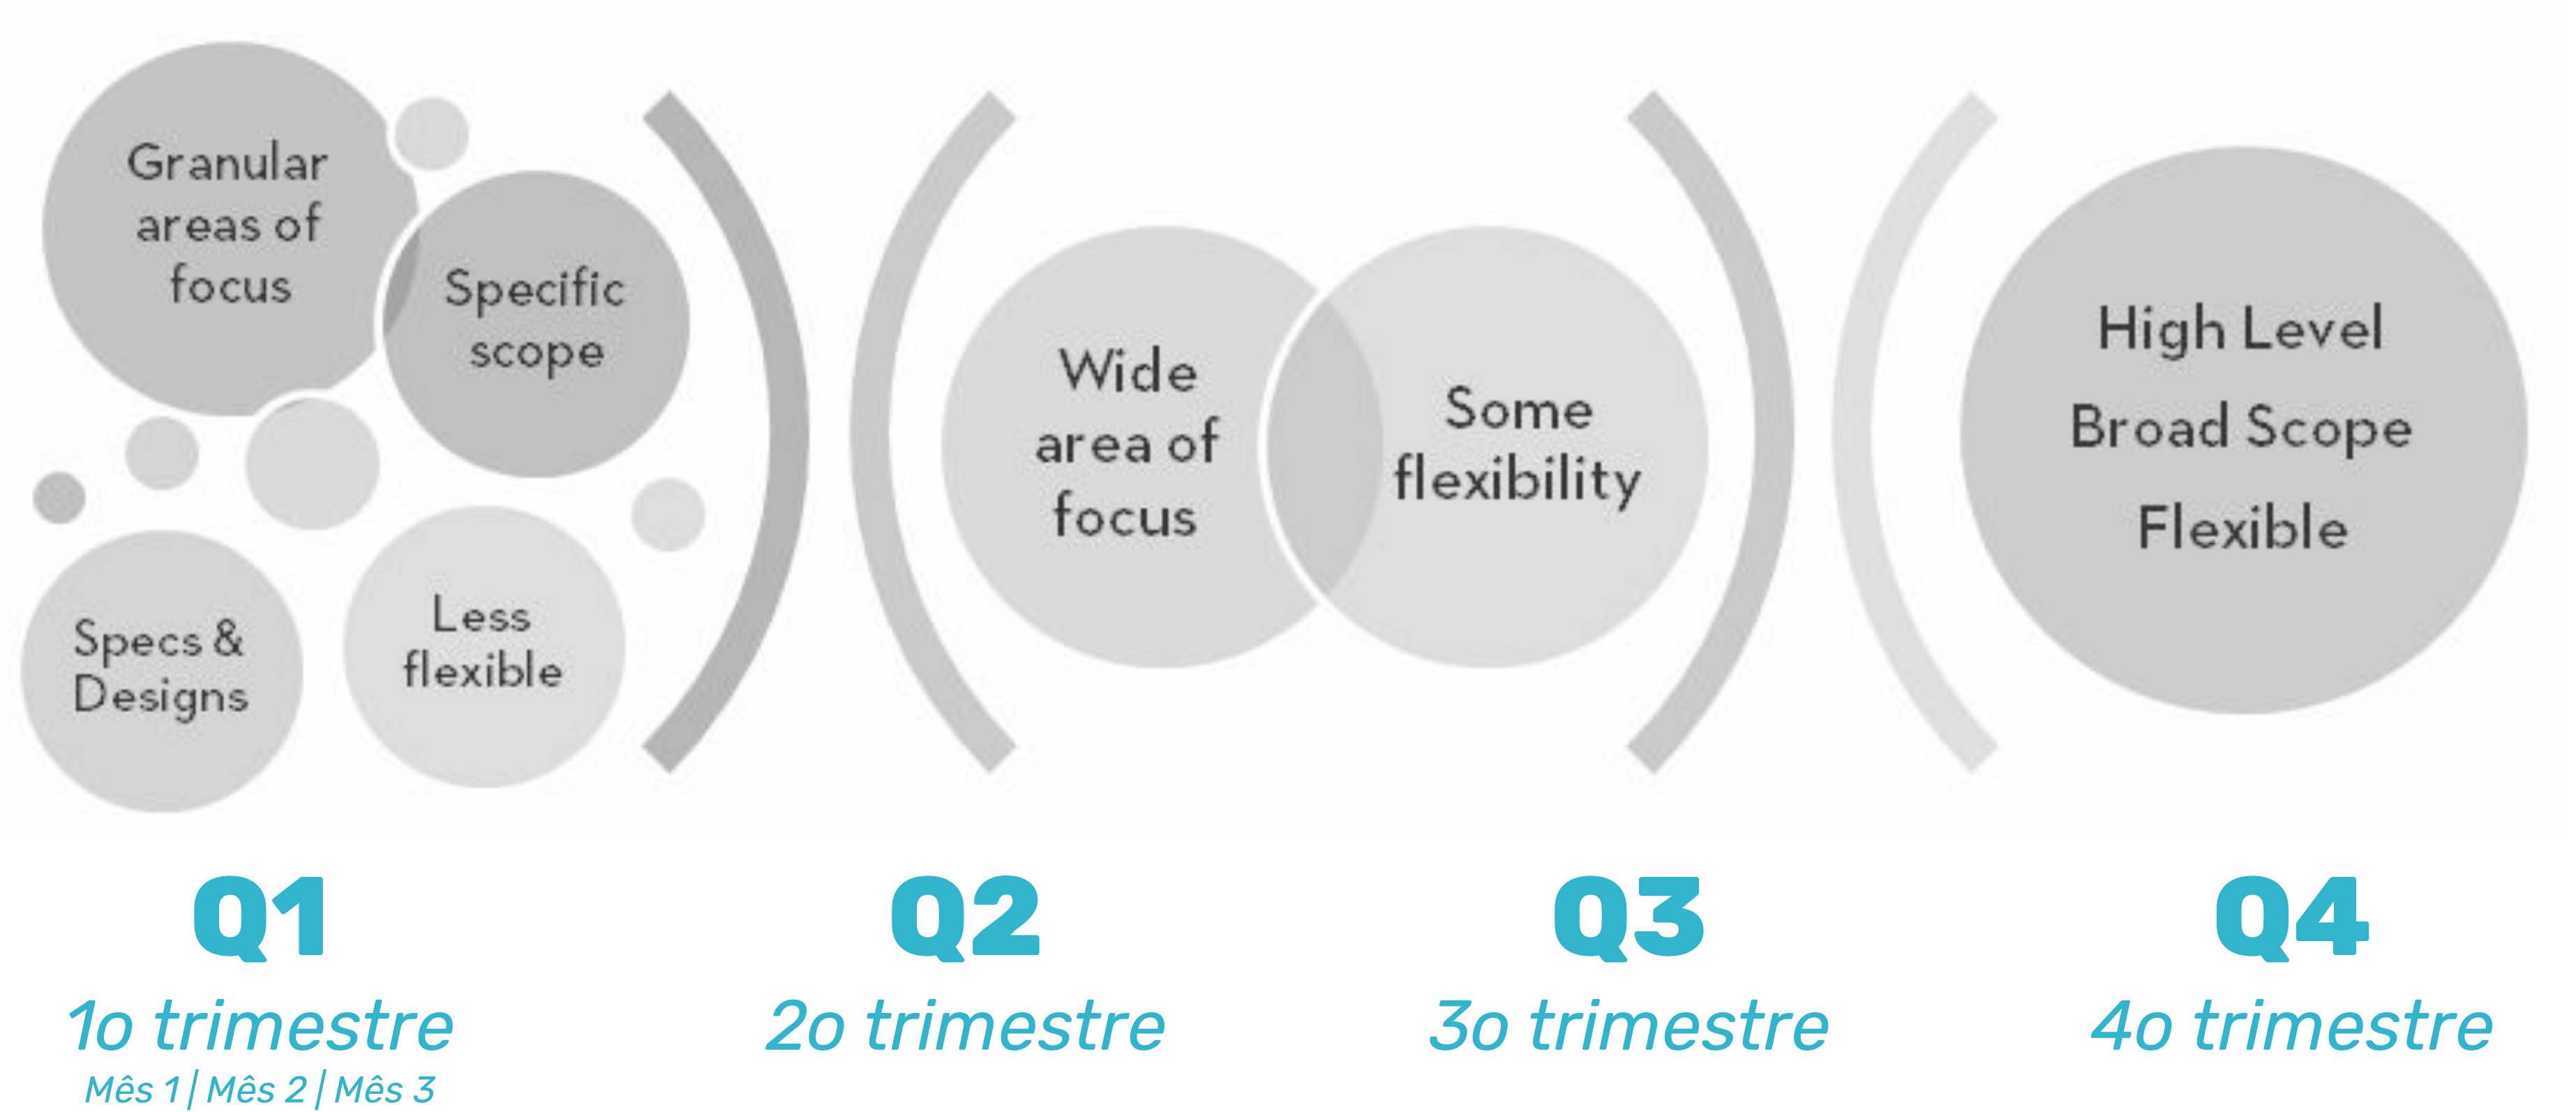 Granular
areas of
focus
Specific
scope
Specs &
Designs
Less
flexible
Wide
area of
focus
Some
flexibility
High Level
Broad Scope
Flexible
Q1
1o trimestre
Mês 1 | Mês 2 | Mês 3
Q2
2o trimestre
Q3
3o trimestre
Q4
4o trimestre